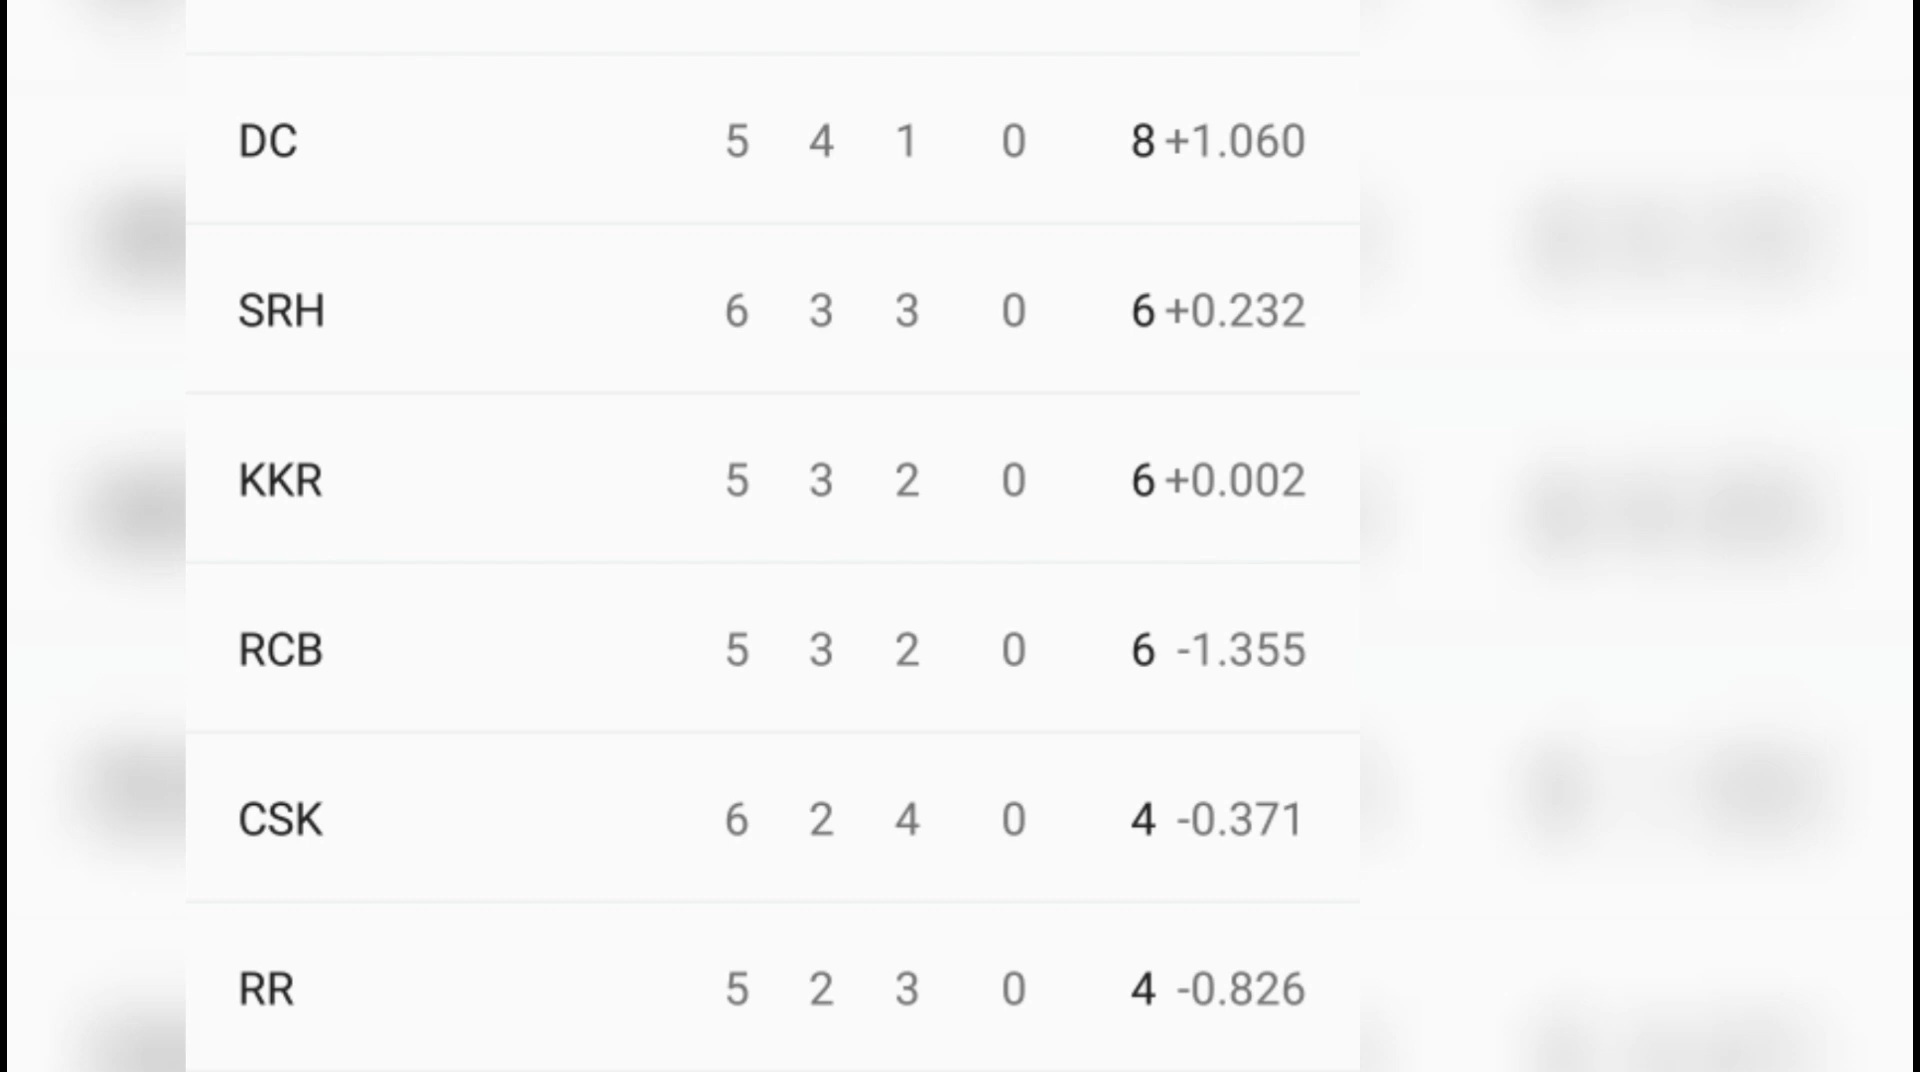 DC 5 4 1 0 8 +1.060
SRH 6 3 3 0 6 +0.232
KKR 5 3 2 0 6 +0.002
RCB 5 3 2 0 6 -1.355
CSK 6 2 4 0 4 -0.371
RR 5 2 3 0 4 -0.826